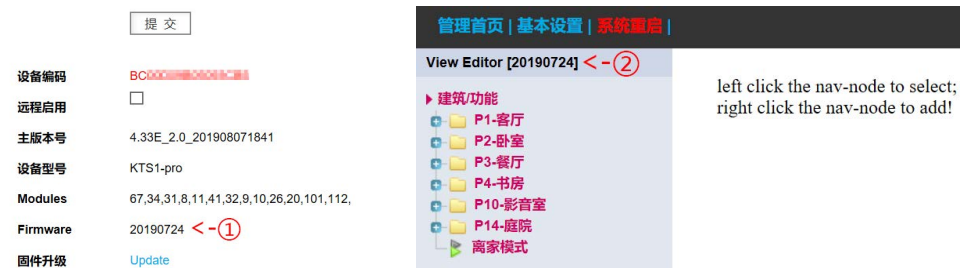 提 交
设备编码 BC
远程启用
主版本号 4.33E_2.0_201908071841
设备型号 KTS1-pro
Modules 67,34,31,8,11,41,32,9,10,26,20,101,112,
Firmware 20190724 <-①
固件升级 Update
管理首页 | 基本设置 | 系统重启 |
View Editor [20190724] <-②
建筑/功能
P1-客厅
P2-卧室
P3-餐厅
P4-书房
P10-影音室
P14-庭院
离家模式
left click the nav-node to select;
right click the nav-node to add!